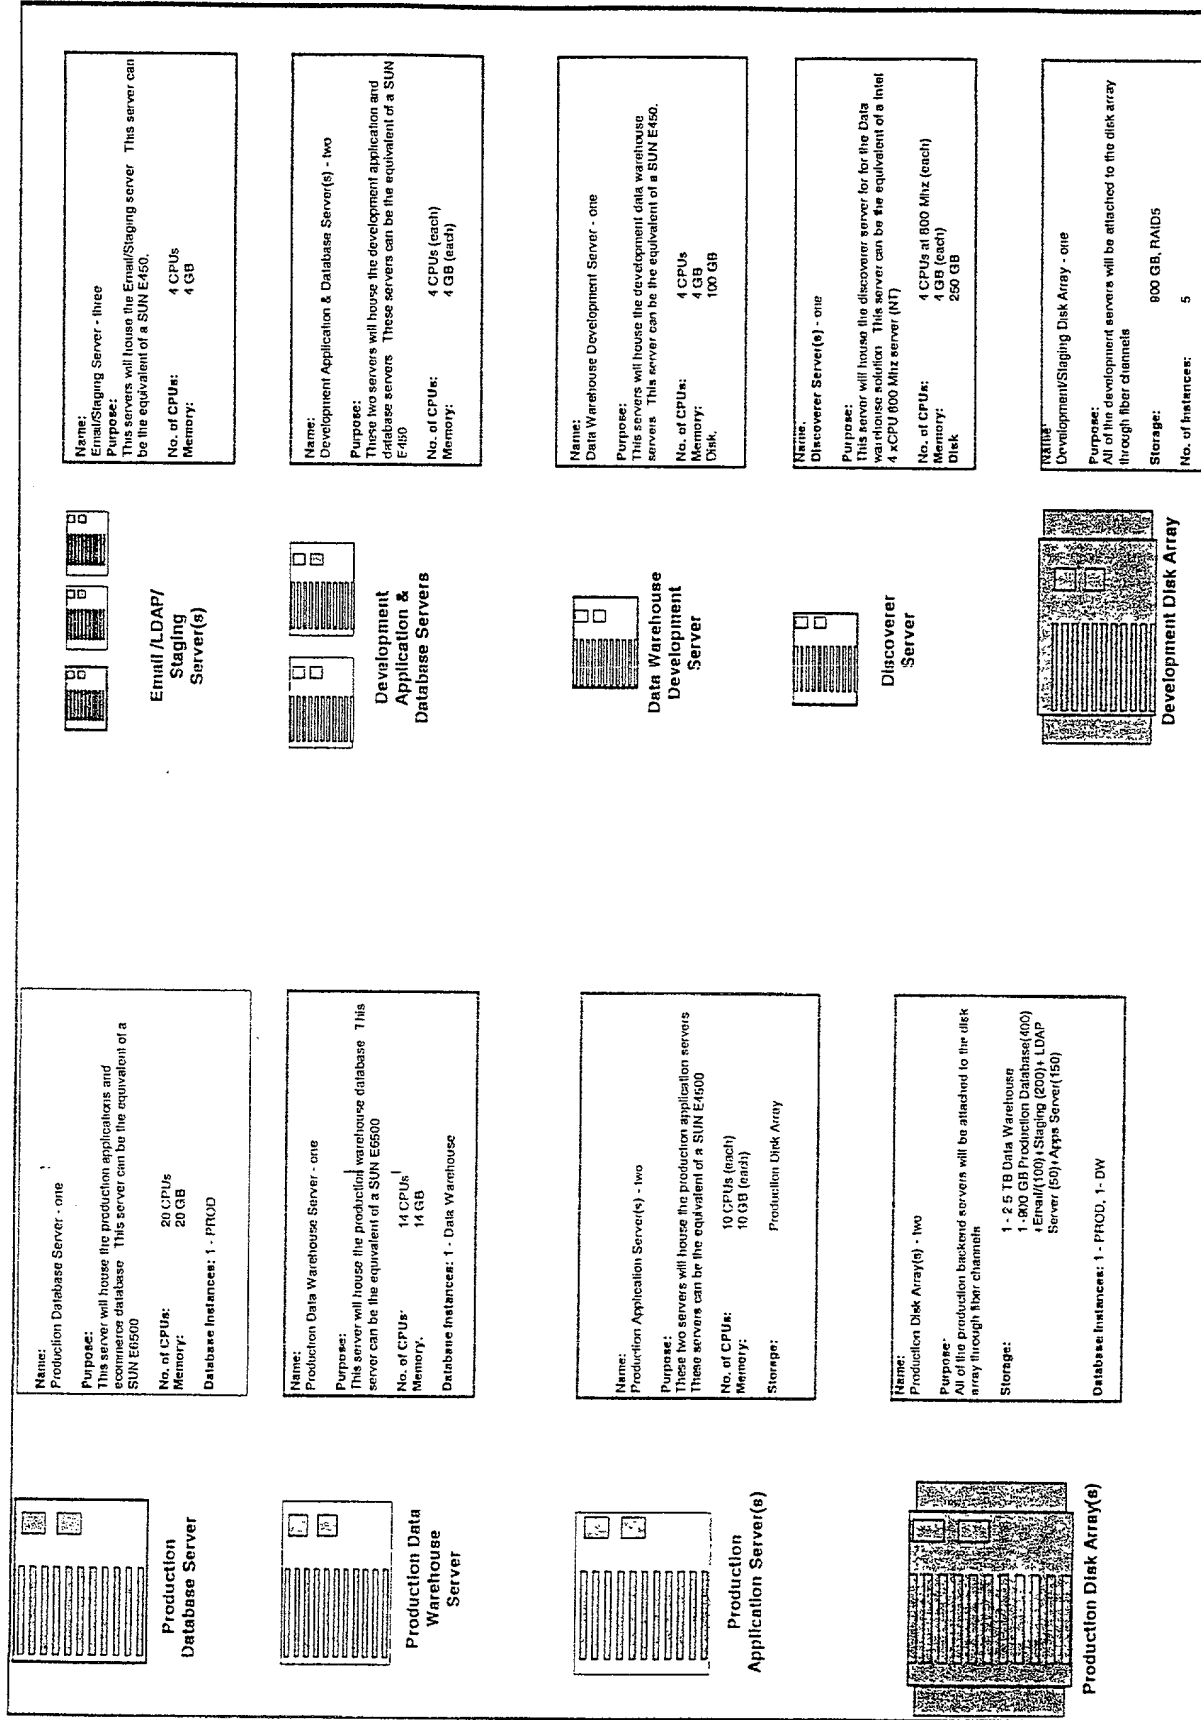 Production
Database Server
Name:
Production Database Server - one
Purpose:
This server will house the production applications and
ecommerce database This server can be the equivalent of a
SUN E6500
No. of CPUs: 20 CPUs
Memory: 20 GB
Database Instances: 1 - PROD
Production Data
Warehouse
Server
Name:
Production Data Warehouse Server - one
Purpose:
This server will house the production warehouse database This
server can be the equivalent of a SUN E6500
No. of CPUs: 14 CPUs
Memory. 14 GB
Database Instances: 1 - Data Warehouse
Production
Application Server(s)
Name:
Production Application Server(s) - two
Purpose:
These two servers will house the production application servers
These servers can be the equivalent of a SUN E4500
No. of CPUs: 10 CPUs (each)
Memory: 10 GB (each)
Storage: Production Disk Array
Production Disk Array(s)
Name:
Production Disk Array(s) - two
Purpose
All of the production backend servers will be attached to the disk
array through fiber channels
Storage: 1 - 2 5 TB Data Warehouse
1 -900 GB Production Database(400)
+Email/(100)+Staging (200)+ LDAP
Server (50)+ Apps Server(150)
Database Instances: 1 - PROD, 1- DW
Email /LDAP/
Staging
Server(s)
Name:
Email/Staging Server - three
Purpose:
This servers will house the Email/Staging server This server can
be the equivalent of a SUN E450.
No. of CPUs: 4 CPUs
Memory: 4 GB
Development
Application &
Database Servers
Name:
Development Application & Database Server(s) - two
Purpose:
These two servers will house the development application and
database servers These servers can be the equivalent of a SUN
E450
No. of CPUs: 4 CPUs (each)
Memory: 4 GB (each)
Data Warehouse
Development
Server
Name:
Data Warehouse Development Server - one
Purpose:
This servers will house the development data warehouse
servers This server can be the equivalent of a SUN E450.
No. of CPUs: 4 CPUs
Memory: 4 GB
Disk. 100 GB
Discoverer
Server
Name.
Discoverer Server(s) - one
Purpose:
This server will house the discoverer server for for the Data
warehouse solution This server can be the equivalent of a Intel
4 xCPU 800 Mhz server (NT)
No. of CPUs: 4 CPUs at 800 Mhz (each)
Memory: 4 GB (each)
Disk 250 GB
Development Disk Array
Name
Development/Staging Disk Array - one
Purpose:
All of the development servers will be attached to the disk array
through fiber channels
Storage: 900 GB, RAID5
No. of Instances: 5